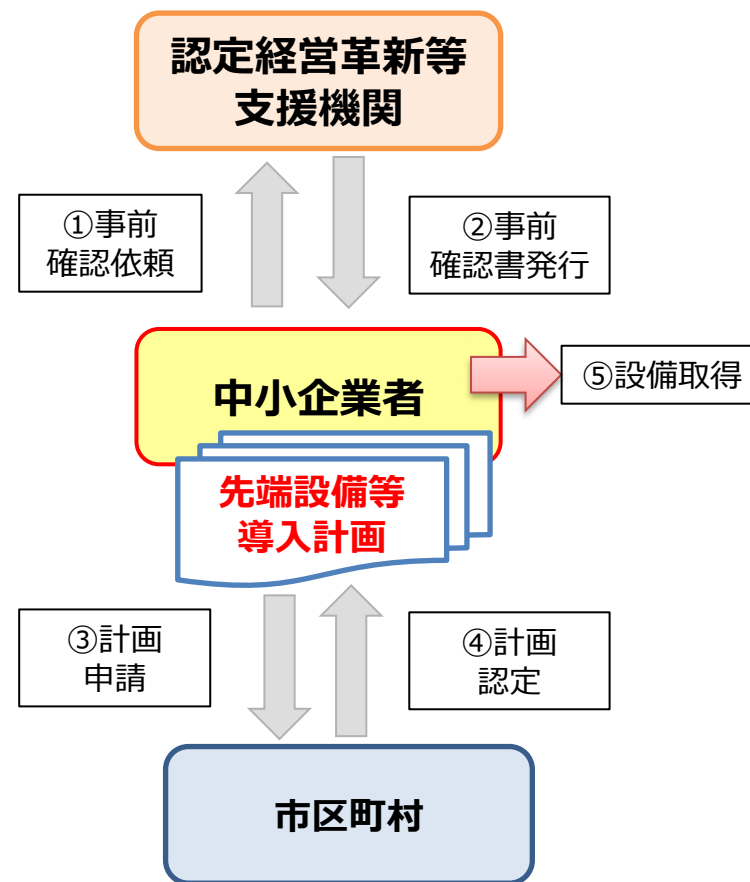 認定経営革新等
支援機関
①事前
確認依頼
②事前
確認書発行
中小企業者
⑤設備取得
先端設備等
導入計画
③計画
申請
④計画
認定
市区町村